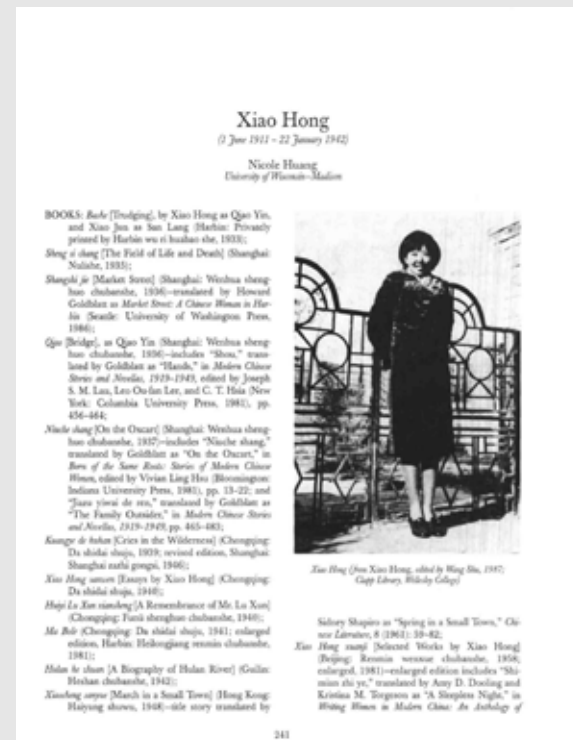 Xiao Hong
(1 June 1911 – 22 January 1942)
Nicole Huang
University of Wisconsin–Madison
BOOKS: Bashe [Trudging], by Xiao Hong as Qiao Yin,
and Xiao Jun as San Lang (Harbin: Privately
printed by Harbin wu ri huabao she, 1933);
Sheng si chang [The Field of Life and Death] (Shanghai:
Nulishe, 1935);
Shangshi jie [Market Street] (Shanghai: Wenhua sheng-
huo chubanshe, 1936)–translated by Howard
Goldblatt as Market Street: A Chinese Woman in Har-
bin (Seattle: University of Washington Press,
1986);
Qiao [Bridge], as Qiao Yin (Shanghai: Wenhua sheng-
huo chubanshe, 1936)–includes "Shou," trans-
lated by Goldblatt as "Hands," in Modern Chinese
Stories and Novellas, 1919–1949, edited by Joseph
S. M. Lau, Leo Ou-fan Lee, and C. T. Hsia (New
York: Columbia University Press, 1981), pp.
456–464;
Niuche shang [On the Oxcart] (Shanghai: Wenhua sheng-
huo chubanshe, 1937)–includes "Niuche shang,"
translated by Goldblatt as "On the Oxcart," in
Born of the Same Roots: Stories of Modern Chinese
Women, edited by Vivian Ling Hsu (Bloomington:
Indiana University Press, 1981), pp. 13–22; and
"Jiazu yiwai de ren," translated by Goldblatt as
"The Family Outsider," in Modern Chinese Stories
and Novellas, 1919–1949, pp. 465–483;
Kuangye de huhan [Cries in the Wilderness] (Chongqing:
Da shidai shuju, 1939; revised edition, Shanghai:
Shanghai zazhi gongsi, 1946);
Xiao Hong sanwen [Essays by Xiao Hong] (Chongqing:
Da shidai shuju, 1940);
Huiyi Lu Xun xiansheng [A Remembrance of Mr. Lu Xun]
(Chongqing: Funü shenghuo chubanshe, 1940);
Ma Bole (Chongqing: Da shidai shuju, 1941; enlarged
edition, Harbin: Heilongjiang renmin chubanshe,
1981);
Hulan he zhuan [A Biography of Hulan River] (Guilin:
Heshan chubanshe, 1942);
Xiaocheng sanyue [March in a Small Town] (Hong Kong:
Haiyang shuwu, 1948)–title story translated by
Xiao Hong (from Xiao Hong, edited by Wang Shu, 1987;
Clapp Library, Wellesley College)
Sidney Shapiro as "Spring in a Small Town," Chi-
nese Literature, 8 (1961): 59–82;
Xiao Hong xuanji [Selected Works by Xiao Hong]
(Beijing: Renmin wenxue chubanshe, 1958;
enlarged, 1981)–enlarged edition includes "Shi-
mian zhi ye," translated by Amy D. Dooling and
Kristina M. Torgeson as "A Sleepless Night," in
Writing Women in Modern China: An Anthology of
241